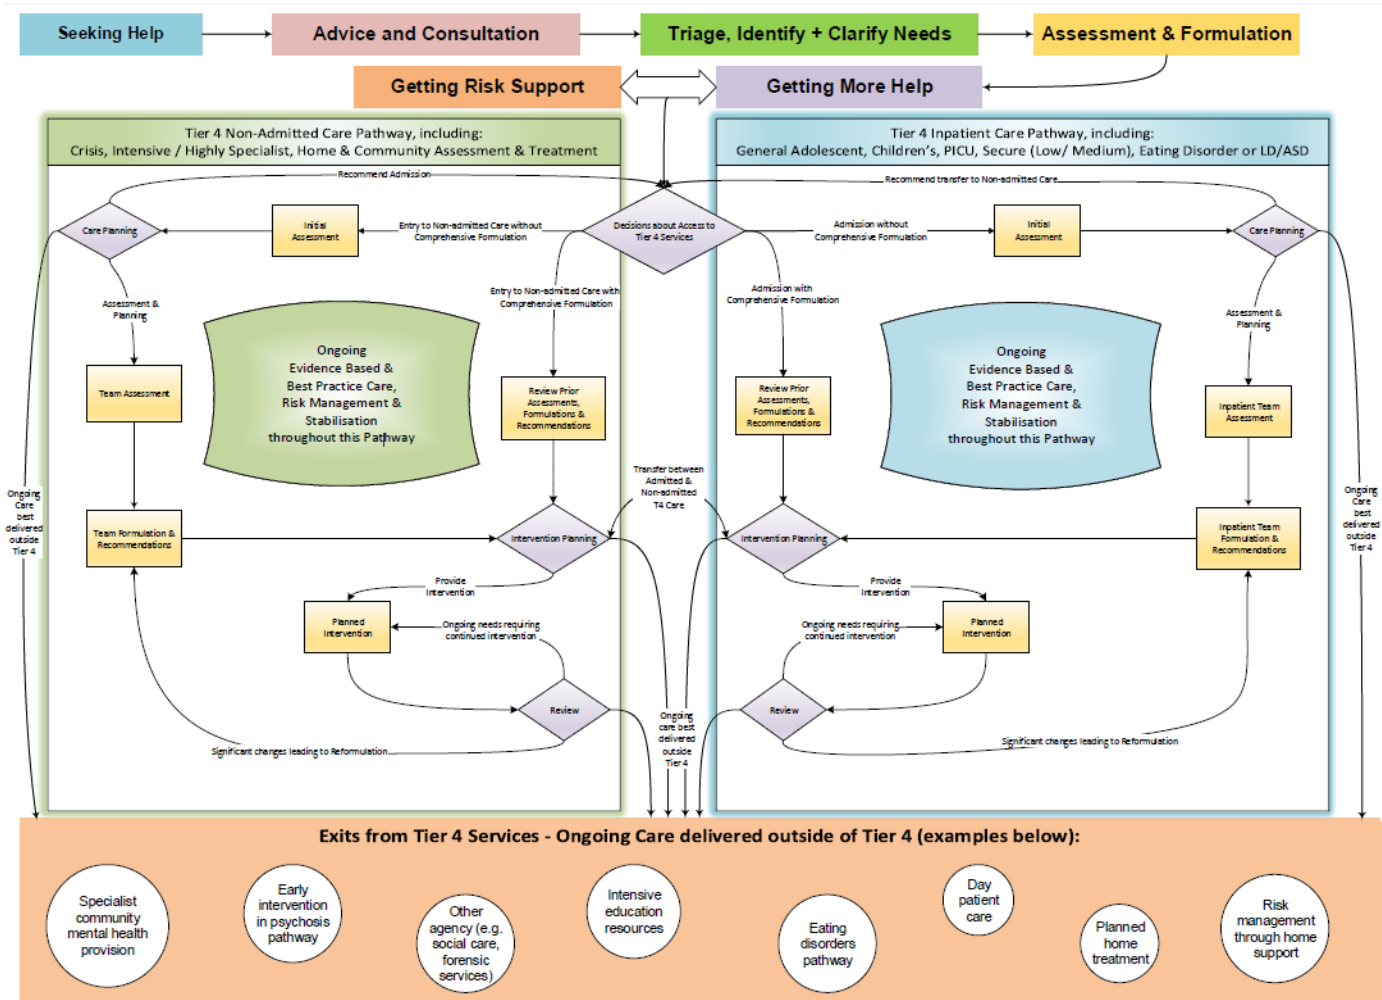 Seeking Help
Advice and Consultation
Triage, Identify + Clarify Needs
Assessment & Formulation
Getting Risk Support
Getting More Help
Tier 4 Non-Admitted Care Pathway, including:
Crisis, Intensive / Highly Specialist, Home & Community Assessment & Treatment
Tier 4 Inpatient Care Pathway, including:
General Adolescent, Children's, PICU, Secure (Low/ Medium), Eating Disorder or LD/ASD
Recommend Admission
Recommend transfer to Non-admitted Care
Care Planning
Initial
Assessment
Entry to Non-admitted Care without
Comprehensive Formulation
Decisions about Access to
Tier 4 Services
Admission without
Comprehensive Formulation
Initial
Assessment
Care Planning
Entry to Non-admitted Care with
Comprehensive Formulation
Admission with
Comprehensive Formulation
Assessment &
Planning
Assessment &
Planning
Ongoing
Evidence Based &
Best Practice Care,
Risk Management &
Stabilisation
throughout this Pathway
Ongoing
Evidence Based &
Best Practice Care,
Risk Management &
Stabilisation
throughout this Pathway
Team Assessment
Review Prior
Assessments,
Formulations &
Recommendations
Review Prior
Assessments,
Formulations &
Recommendations
Inpatient Team
Assessment
Transfer between
Admitted &
Non-admitted
T4 Care
Ongoing
Care
best
delivered
outside
Tier 4
Ongoing
Care
best
delivered
outside
Tier 4
Team Formulation &
Recommendations
Intervention Planning
Intervention Planning
Inpatient Team
Formulation &
Recommendations
Provide
Intervention
Provide
Intervention
Planned
Intervention
Ongoing needs requiring
continued intervention
Ongoing needs requiring
continued intervention
Planned
Intervention
Review
Review
Ongoing
care best
delivered
outside
Tier 4
Significant changes leading to Reformulation
Significant changes leading to Reformulation
Exits from Tier 4 Services - Ongoing Care delivered outside of Tier 4 (examples below):
Specialist
community
mental health
provision
Early
intervention
in psychosis
pathway
Other
agency (e.g.
social care,
forensic
services)
Intensive
education
resources
Eating
disorders
pathway
Day
patient
care
Planned
home
treatment
Risk
management
through home
support